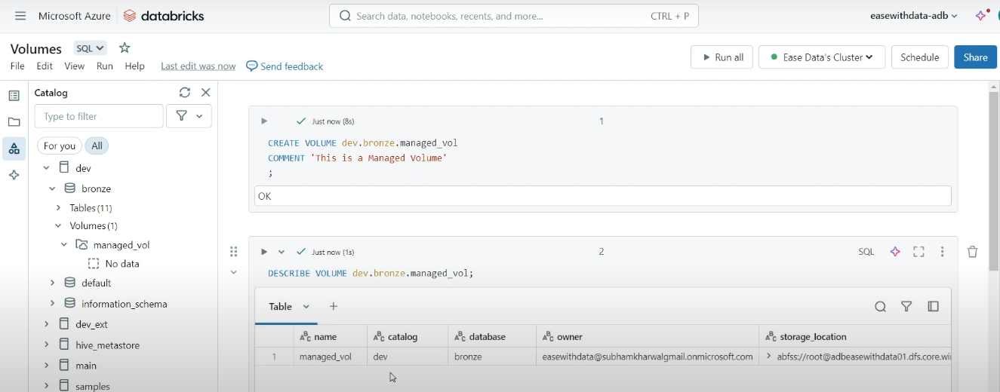 Microsoft Azure databricks Search data, notebooks, recents, and more... CTRL + P easewithdata-adb
Volumes SQL
File Edit View Run Help Last edit was now Send feedback Run all Ease Data's Cluster Schedule Share
Catalog
Type to filter
For you All
dev
bronze
Tables (11)
Volumes (1)
managed_vol
No data
default
information_schema
dev_ext
hive_metastore
main
samples
Just now (8s) 1
CREATE VOLUME dev.bronze.managed_vol
COMMENT 'This is a Managed Volume'
;
OK
Just now (1s) 2 SQL
DESCRIBE VOLUME dev.bronze.managed_vol;
Table +
ABC name ABC catalog ABC database ABC owner ABC storage_location
1 managed_vol dev bronze easewithdata@subhamkharwalgmail.onmicrosoft.com abfss://root@adbeasewithdata01.dfs.core.wi